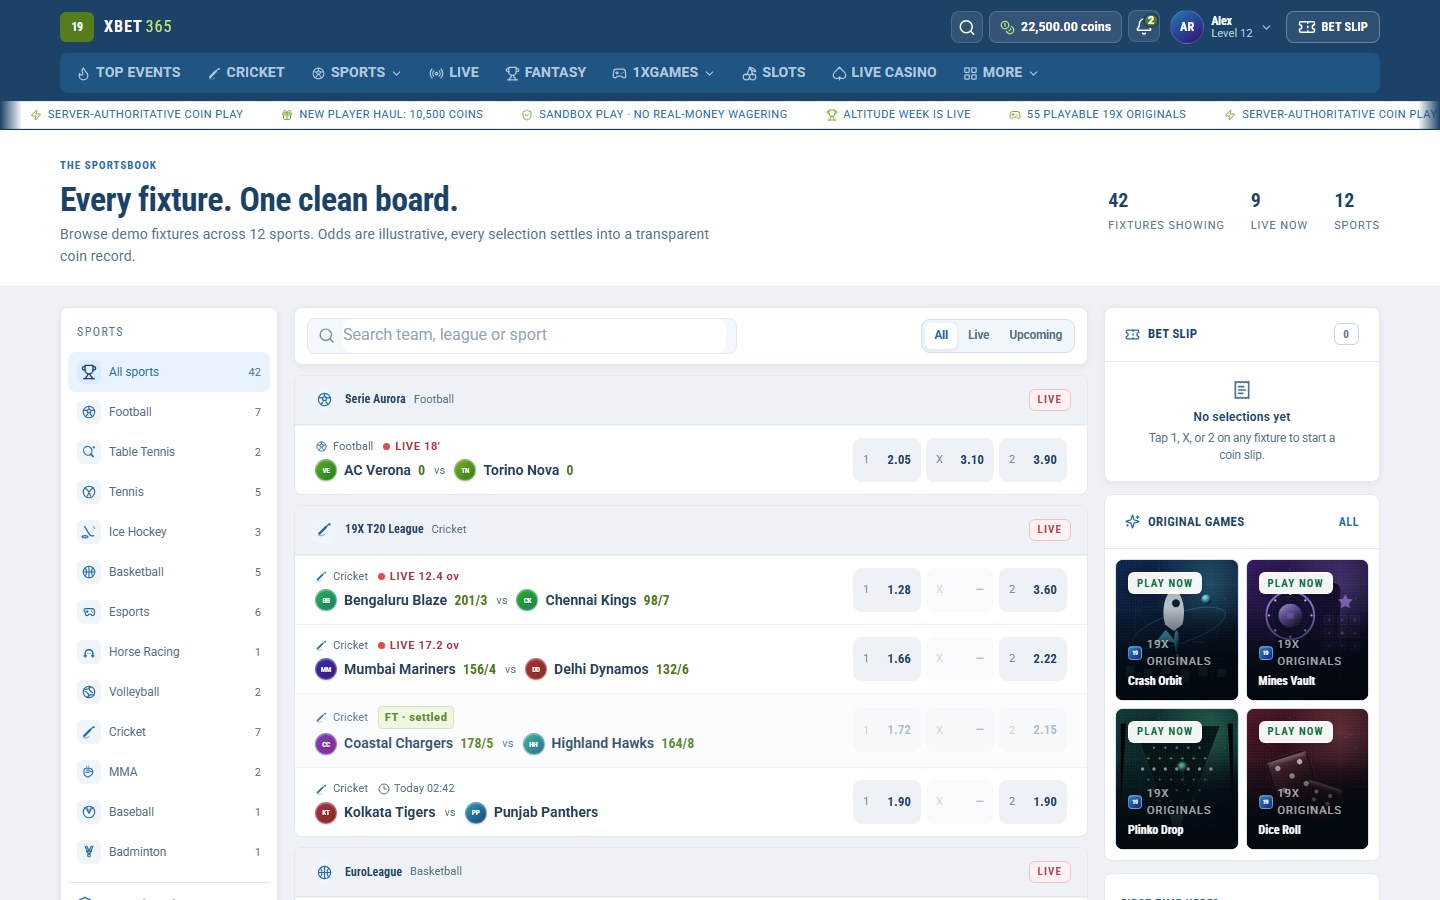 19 XBET 365
22,500.00 coins
2
AR
Alex
Level 12
BET SLIP
TOP EVENTS CRICKET SPORTS LIVE FANTASY 1XGAMES SLOTS LIVE CASINO MORE
SERVER-AUTHORITATIVE COIN PLAY NEW PLAYER HAUL: 10,500 COINS SANDBOX PLAY · NO REAL-MONEY WAGERING ALTITUDE WEEK IS LIVE 55 PLAYABLE 19X ORIGINALS SERVER-AUTHORITATIVE COIN PLAY
THE SPORTSBOOK
Every fixture. One clean board.
Browse demo fixtures across 12 sports. Odds are illustrative, every selection settles into a transparent
coin record.
42 9 12
FIXTURES SHOWING LIVE NOW SPORTS
SPORTS
All sports 42
Football 7
Table Tennis 2
Tennis 5
Ice Hockey 3
Basketball 5
Esports 6
Horse Racing 1
Volleyball 2
Cricket 7
MMA 2
Baseball 1
Badminton 1
Search team, league or sport
All Live Upcoming
Serie Aurora Football LIVE
Football LIVE 18'
VE AC Verona 0 vs TN Torino Nova 0
1 2.05 X 3.10 2 3.90
19X T20 League Cricket LIVE
Cricket LIVE 12.4 ov
BB Bengaluru Blaze 201/3 vs CK Chennai Kings 98/7
1 1.28 X — 2 3.60
Cricket LIVE 17.2 ov
MM Mumbai Mariners 156/4 vs DD Delhi Dynamos 132/6
1 1.66 X — 2 2.22
Cricket FT · settled
CC Coastal Chargers 178/5 vs HH Highland Hawks 164/8
1 1.72 X — 2 2.15
Cricket Today 02:42
KT Kolkata Tigers vs PP Punjab Panthers
1 1.90 X — 2 1.90
EuroLeague Basketball LIVE
BET SLIP 0
No selections yet
Tap 1, X, or 2 on any fixture to start a
coin slip.
ORIGINAL GAMES ALL
PLAY NOW
19 19X
ORIGINALS
Crash Orbit
PLAY NOW
19 19X
ORIGINALS
Mines Vault
PLAY NOW
19 19X
ORIGINALS
Plinko Drop
PLAY NOW
19 19X
ORIGINALS
Dice Roll